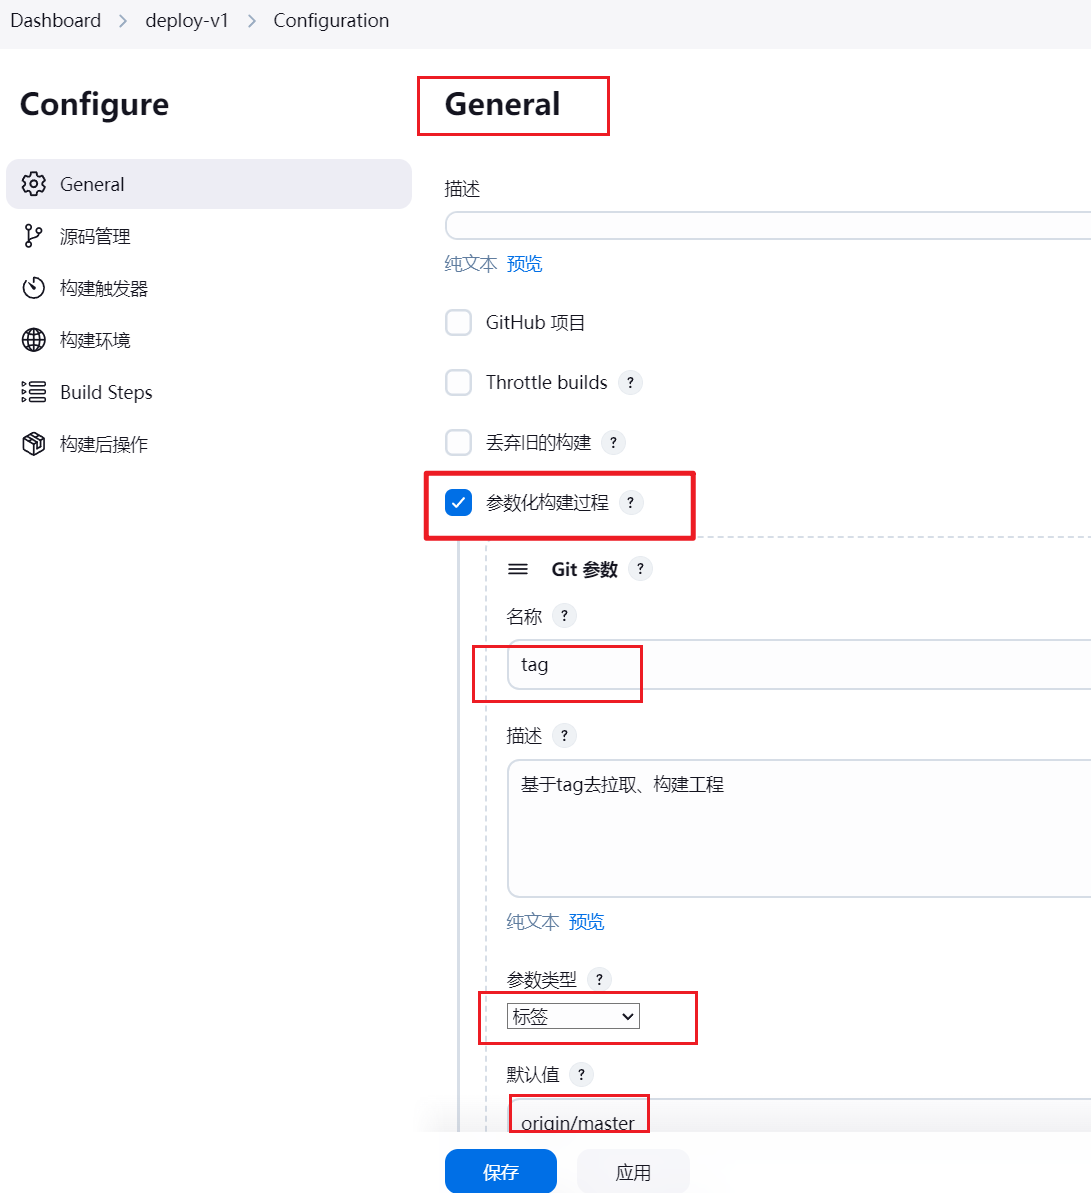 Dashboard > deploy-v1 > Configuration
Configure
General
源码管理
构建触发器
构建环境
Build Steps
构建后操作
General
描述
纯文本 预览
GitHub 项目
Throttle builds ?
丢弃旧的构建 ?
参数化构建过程 ?
Git 参数 ?
名称 ?
tag
描述 ?
基于tag去拉取、构建工程
纯文本 预览
参数类型 ?
标签
默认值 ?
origin/master
保存 应用